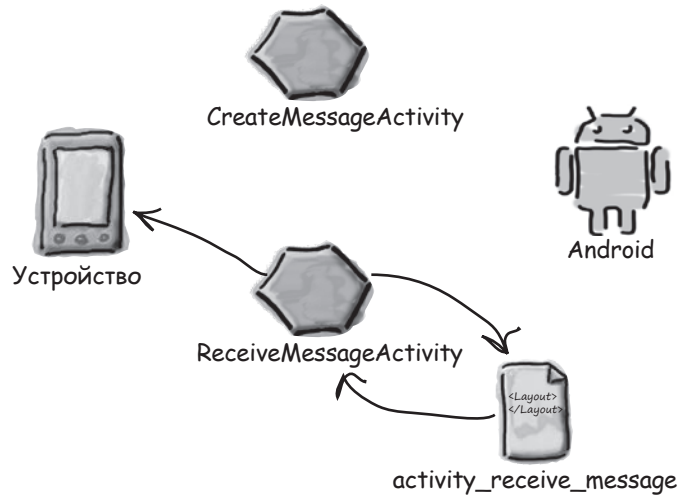 CreateMessageActivity
Android
Устройство
ReceiveMessageActivity
<Layout>
</Layout>
activity_receive_message